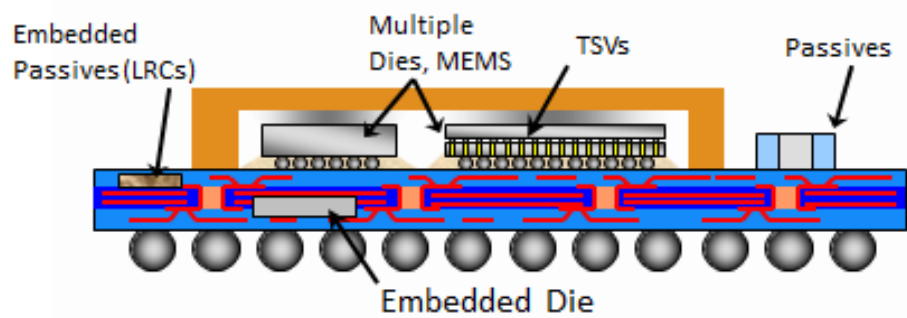 Embedded
Passives (LRCs)
Multiple
Dies, MEMS
TSVs
Passives
Embedded Die